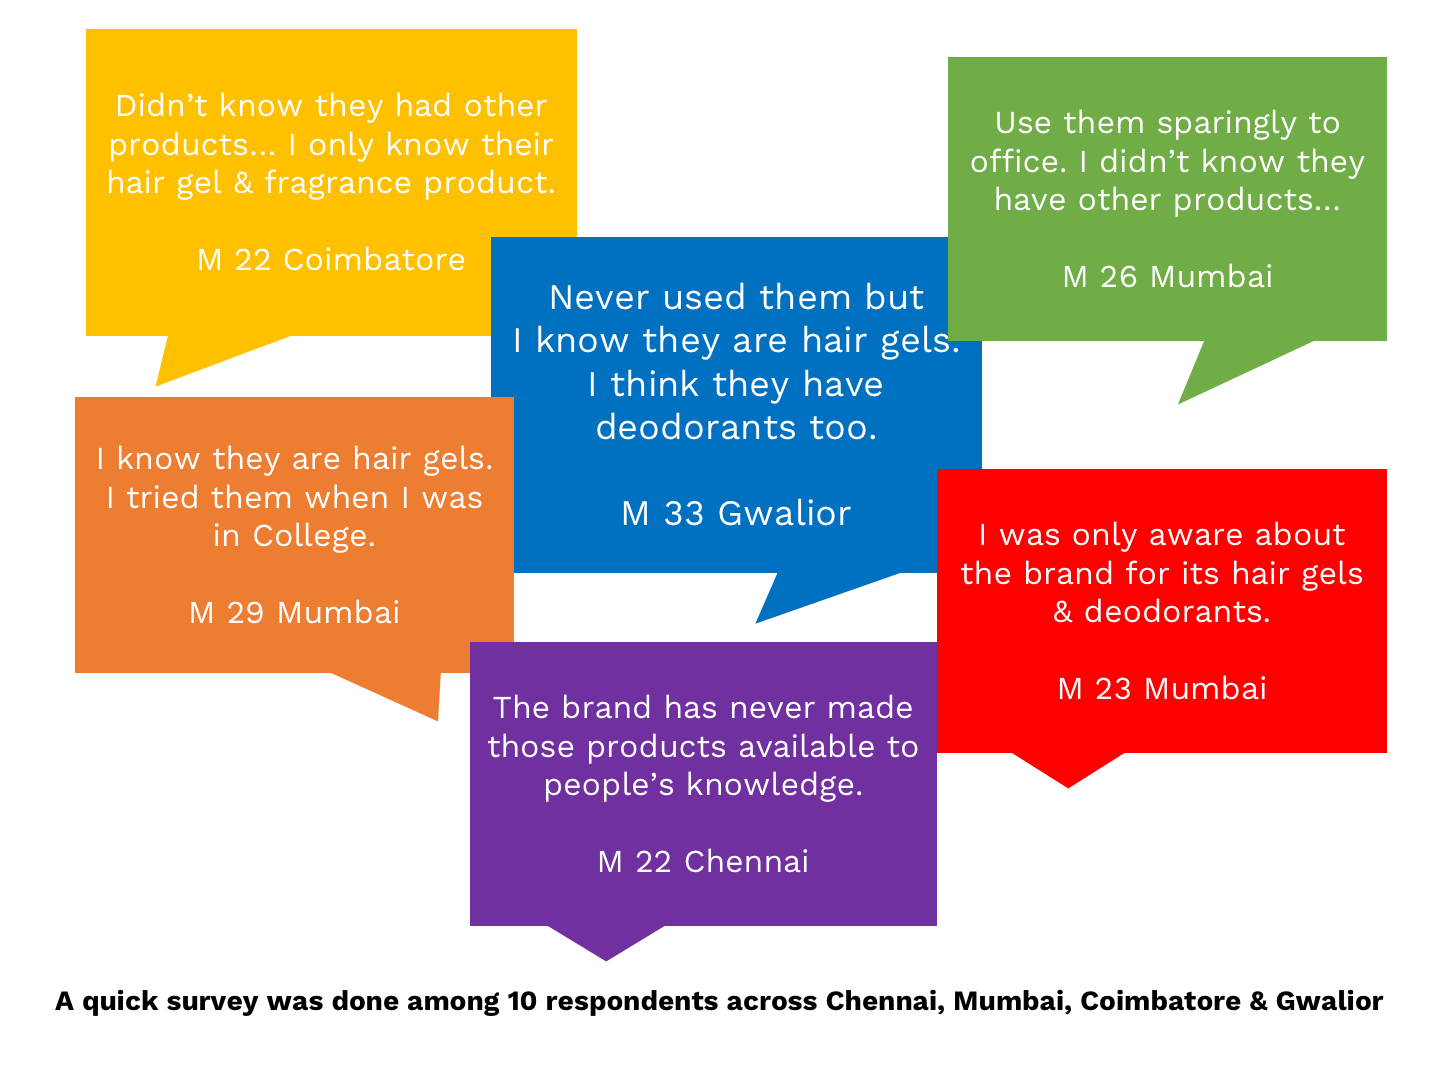 Didn’t know they had other
products… I only know their
hair gel & fragrance product.
M 22 Coimbatore
Use them sparingly to
office. I didn’t know they
have other products…
M 26 Mumbai
Never used them but
I know they are hair gels.
I think they have
deodorants too.
M 33 Gwalior
I know they are hair gels.
I tried them when I was
in College.
M 29 Mumbai
I was only aware about
the brand for its hair gels
& deodorants.
M 23 Mumbai
The brand has never made
those products available to
people’s knowledge.
M 22 Chennai
A quick survey was done among 10 respondents across Chennai, Mumbai, Coimbatore & Gwalior